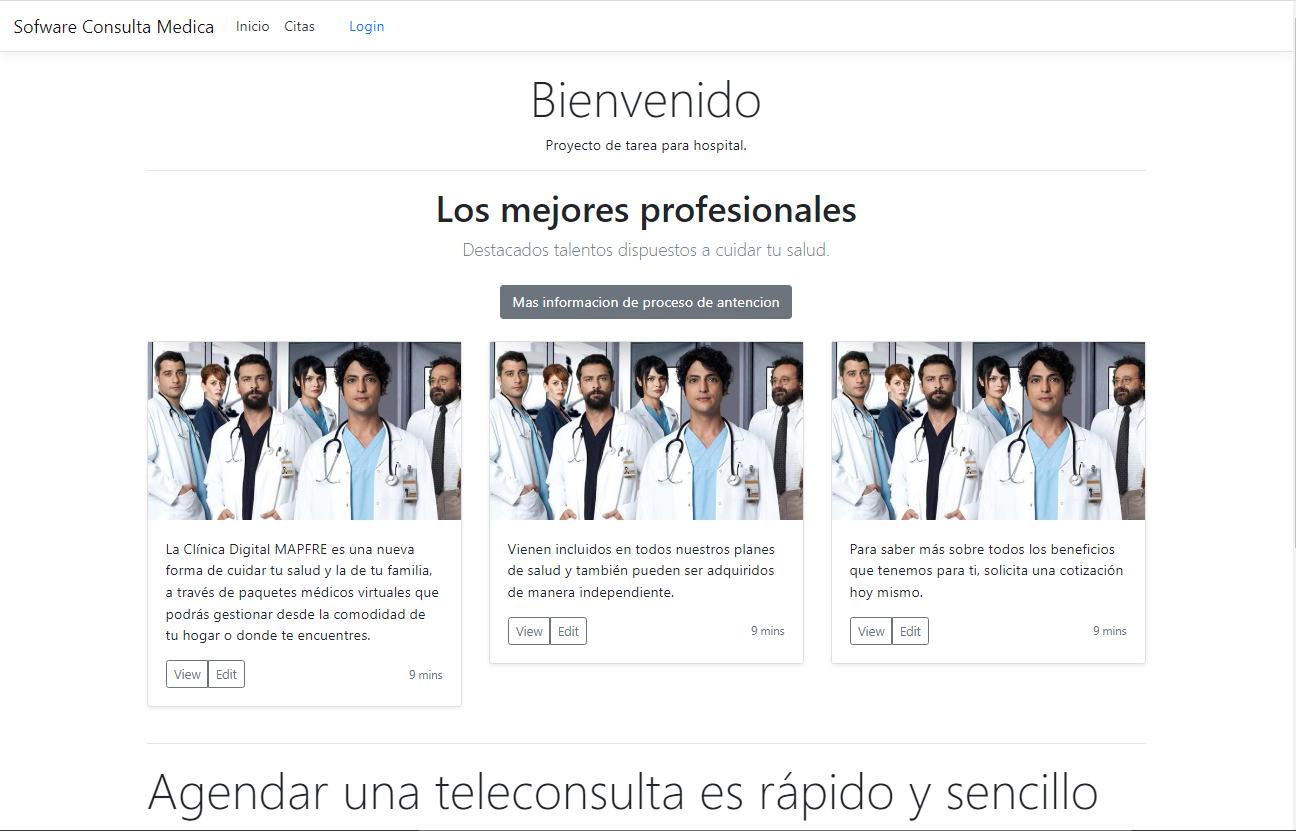 Sofware Consulta Medica Inicio Citas Login
Bienvenido
Proyecto de tarea para hospital.
Los mejores profesionales
Destacados talentos dispuestos a cuidar tu salud.
Mas informacion de proceso de antencion
La Clínica Digital MAPFRE es una nueva
forma de cuidar tu salud y la de tu familia,
a través de paquetes médicos virtuales que
podrás gestionar desde la comodidad de
tu hogar o donde te encuentres.
View Edit 9 mins
Vienen incluidos en todos nuestros planes
de salud y también pueden ser adquiridos
de manera independiente.
View Edit 9 mins
Para saber más sobre todos los beneficios
que tenemos para ti, solicita una cotización
hoy mismo.
View Edit 9 mins
Agendar una teleconsulta es rápido y sencillo